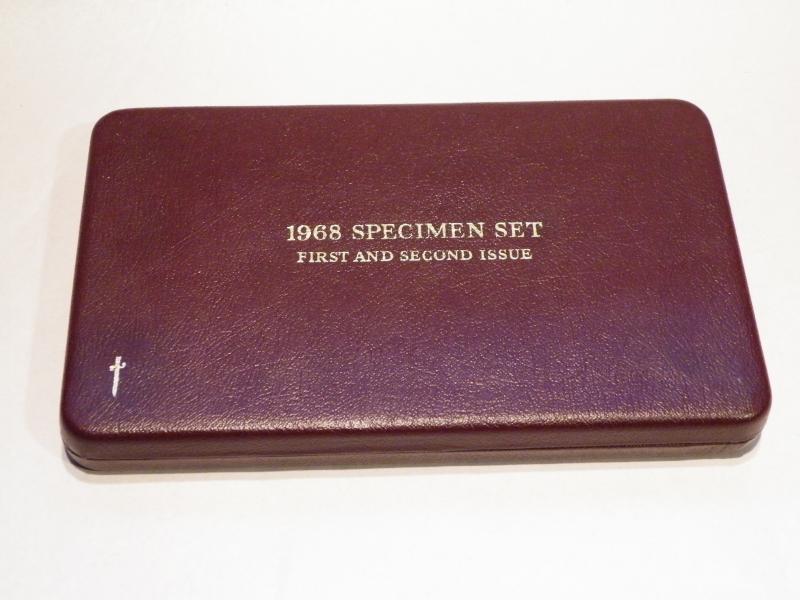 1968 SPECIMEN SET
FIRST AND SECOND ISSUE